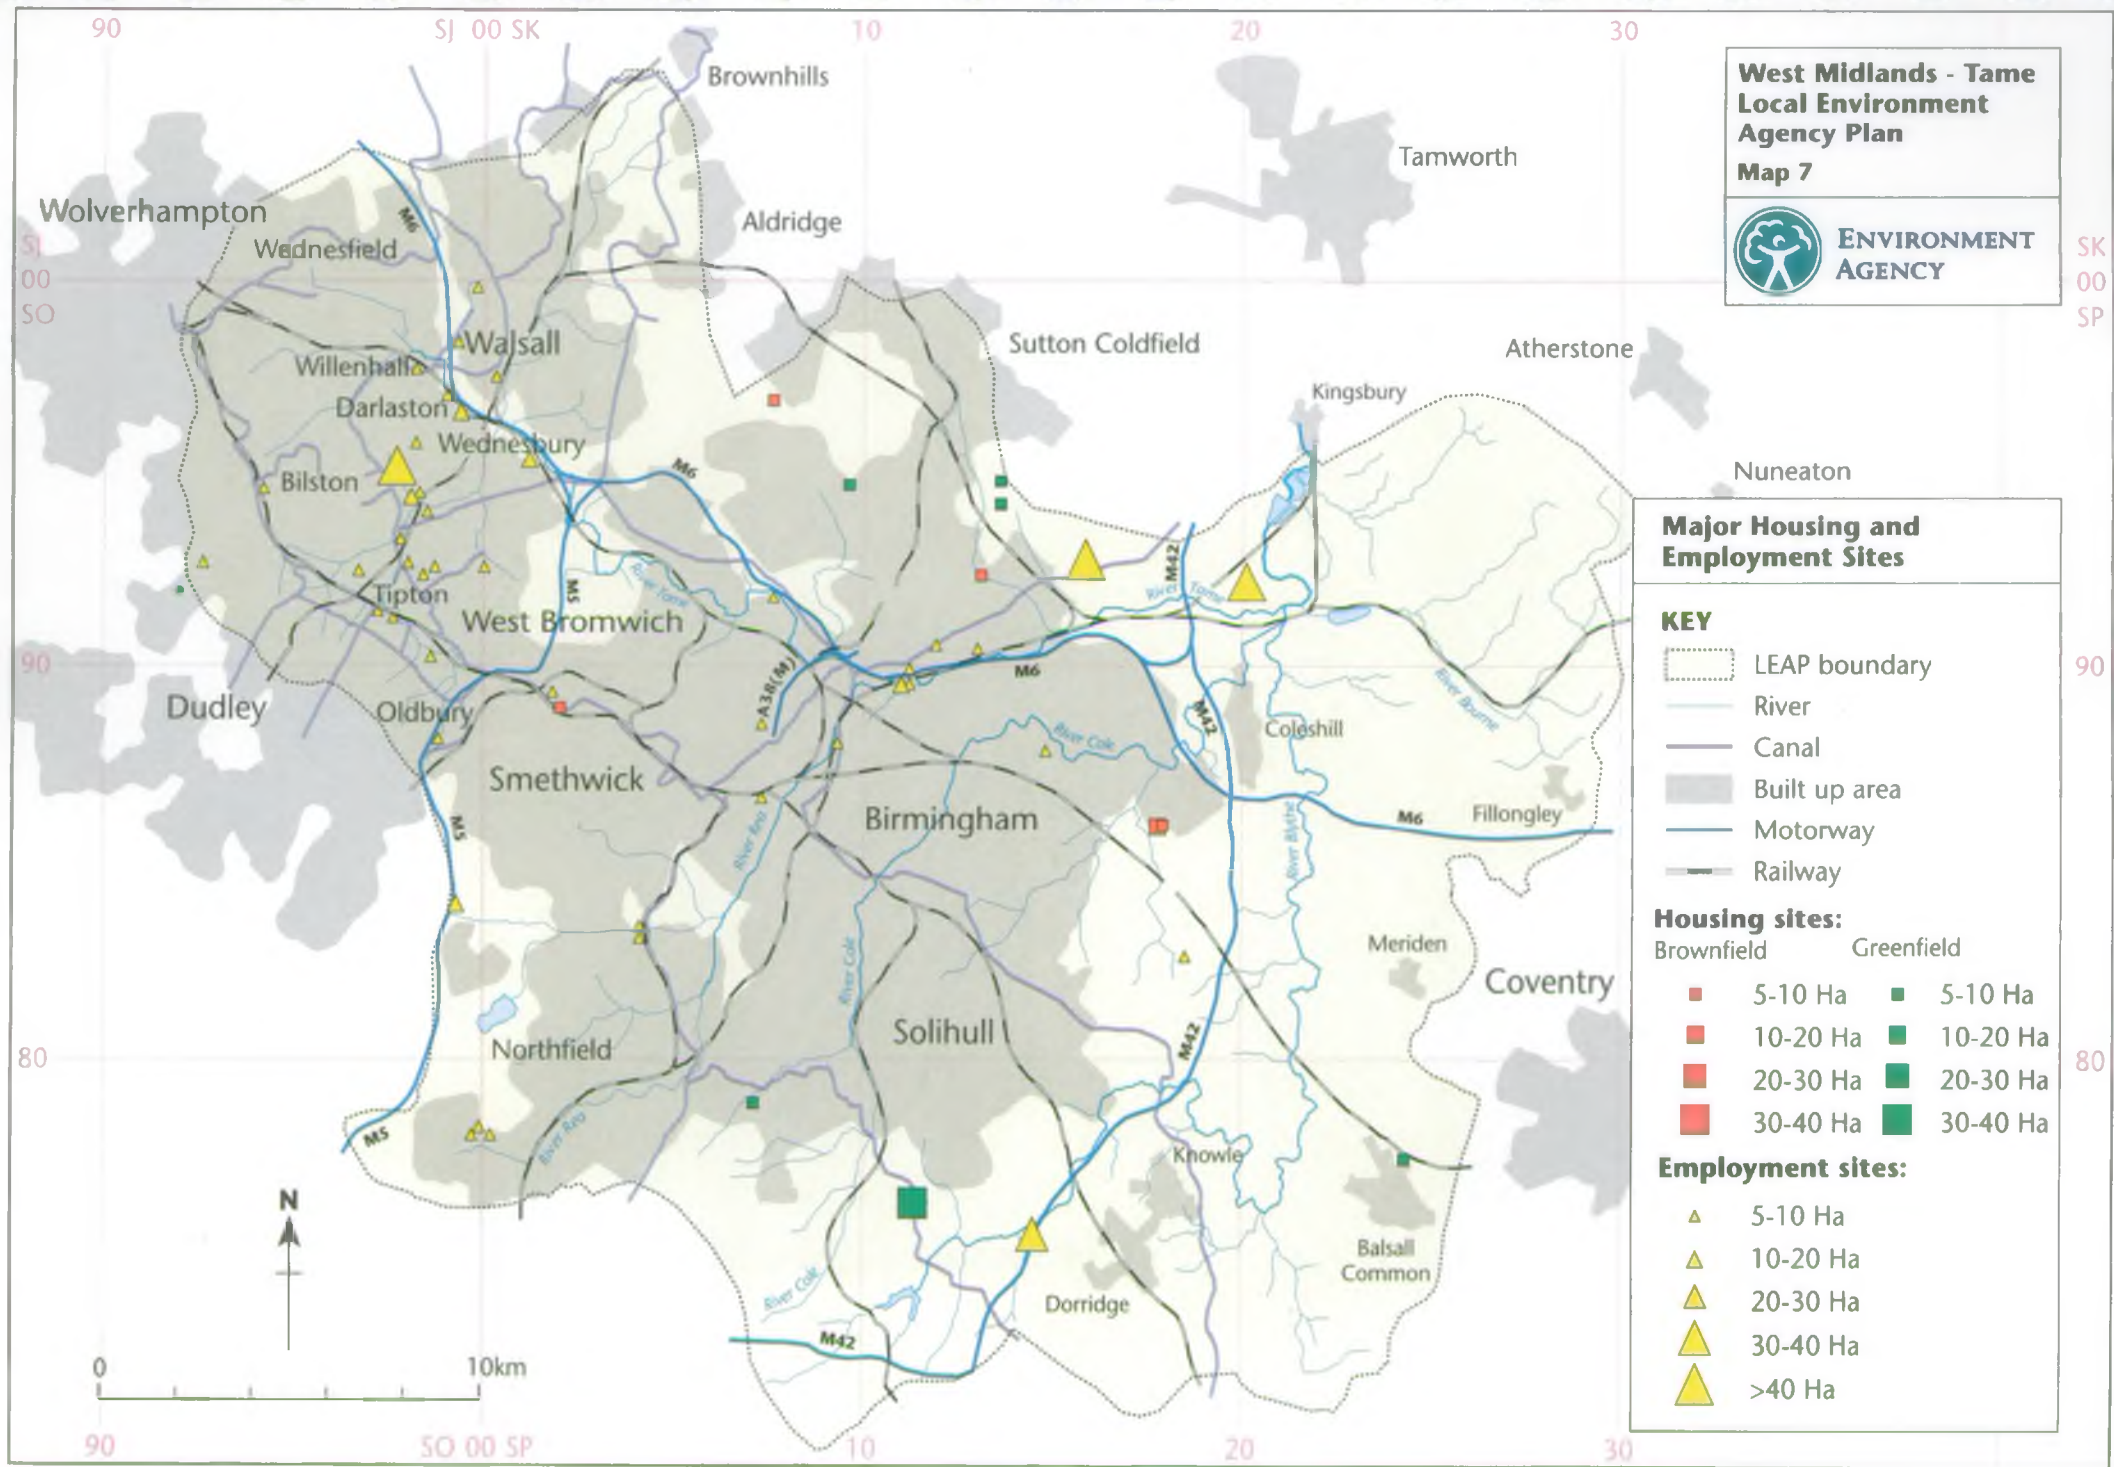 90
SJ 00 SK
10
20
30
West Midlands - Tame
Local Environment
Agency Plan
Map 7
ENVIRONMENT
AGENCY
Brownhills
Tamworth
Wolverhampton
Aldridge
M6
Wednesfield
SJ
00
SO
SK
00
SP
Walsall
Sutton Coldfield
Atherstone
Willenhall
Kingsbury
Darlaston
Wednesbury
M6
Bilston
Nuneaton
Major Housing and
Employment Sites
M42
M5
River Tame
River Tame
Tipton
West Bromwich
KEY
LEAP boundary
River
Canal
Built up area
Motorway
Railway
90
M6
90
A38(M)
River Bourne
Dudley
Oldbury
M42
Coleshill
River Cole
Smethwick
Birmingham
M5
River Rea
River Blythe
M6
Fillongley
Housing sites:
Brownfield Greenfield
5-10 Ha 5-10 Ha
10-20 Ha 10-20 Ha
20-30 Ha 20-30 Ha
30-40 Ha 30-40 Ha
Employment sites:
5-10 Ha
10-20 Ha
20-30 Ha
30-40 Ha
>40 Ha
Meriden
Coventry
River Cole
Solihull
Northfield
M42
80
80
M5
River Rea
Knowle
N
Balsall
Common
River Cole
Dorridge
M42
0
10km
90
SO 00 SP
10
20
30